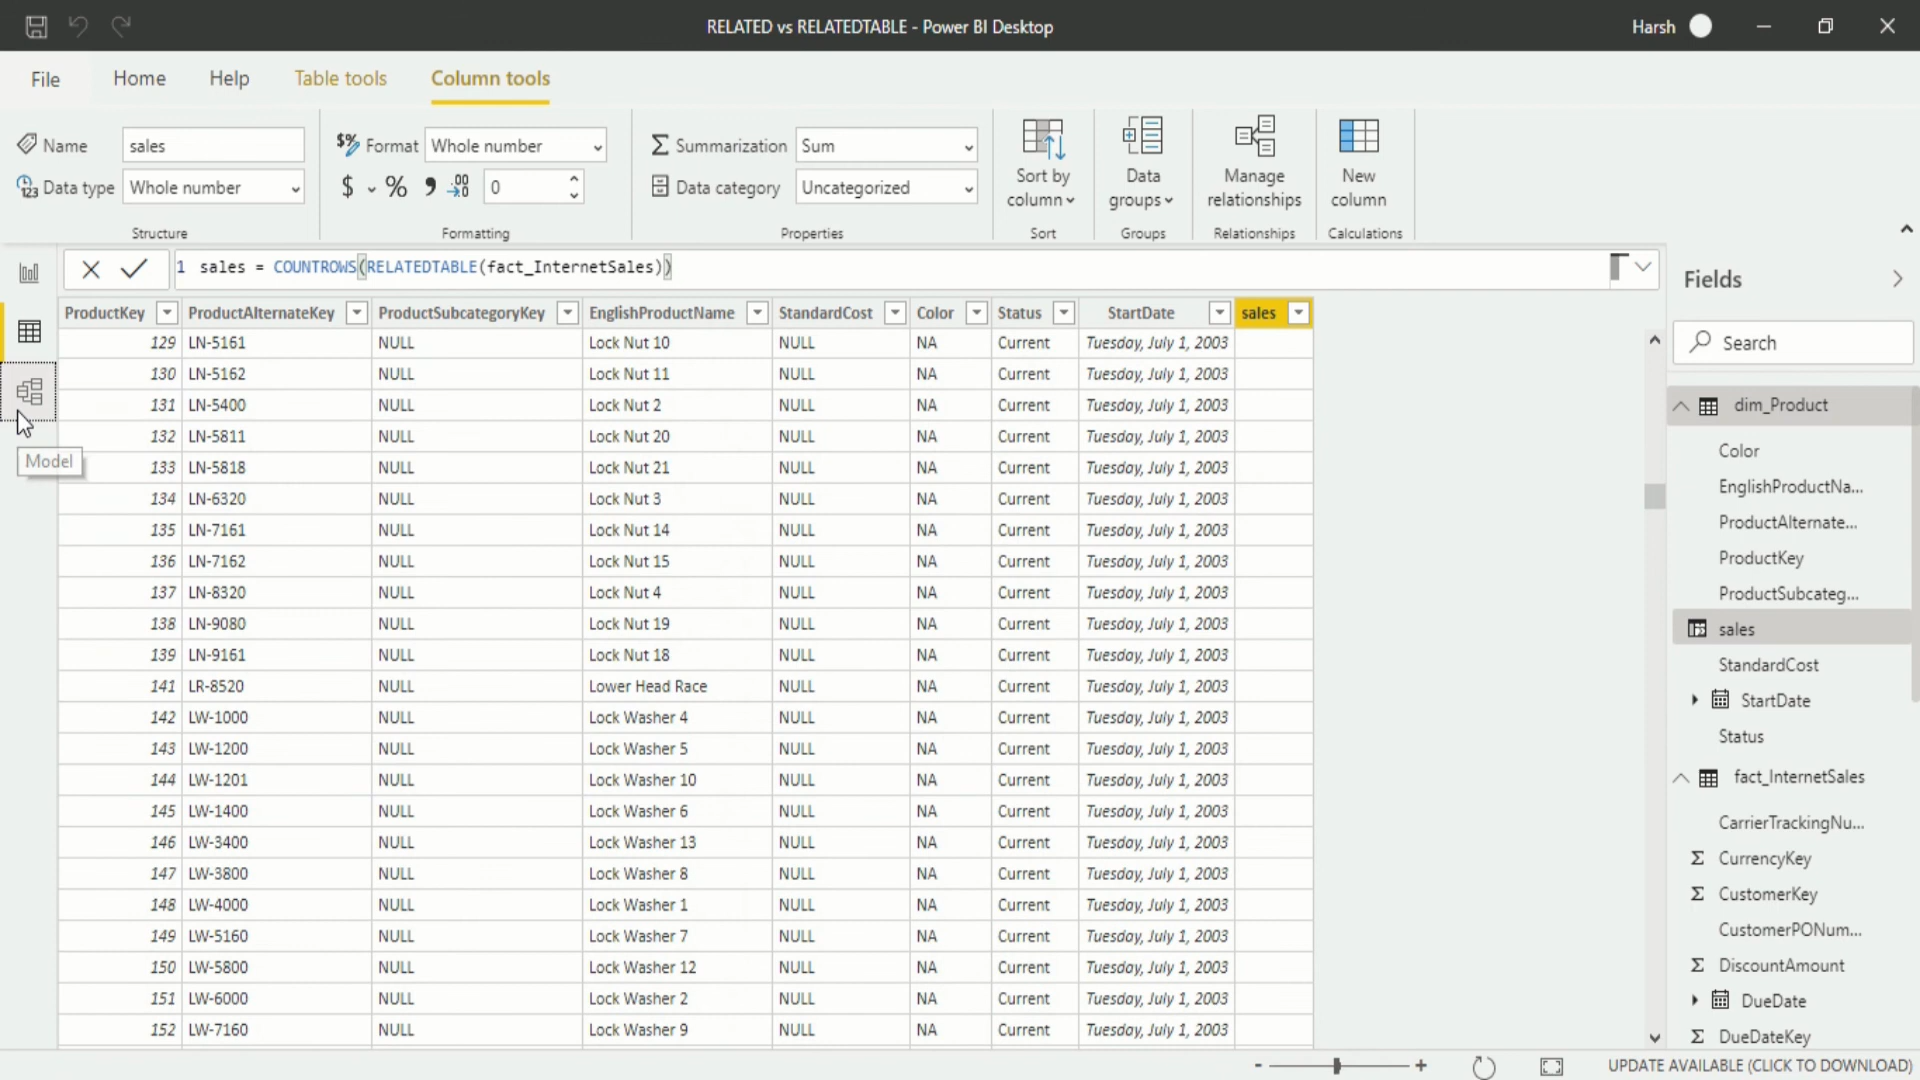 RELATED vs RELATEDTABLE - Power BI Desktop
Harsh
File
Home
Help
Table tools
Column tools
Name
sales
$% Format
Whole number
Σ Summarization
Sum
Data type
Whole number
$ % 9 .00
0
Data category
Uncategorized
Sort by column
Data groups
Manage relationships
New column
Structure
Formatting
Properties
Sort
Groups
Relationships
Calculations
1 sales = COUNTROWS(RELATEDTABLE(fact_InternetSales))
ProductKey ProductAlternateKey ProductSubcategoryKey EnglishProductName StandardCost Color Status StartDate sales
129 LN-5161 NULL Lock Nut 10 NULL NA Current Tuesday, July 1, 2003
130 LN-5162 NULL Lock Nut 11 NULL NA Current Tuesday, July 1, 2003
131 LN-5400 NULL Lock Nut 2 NULL NA Current Tuesday, July 1, 2003
132 LN-5811 NULL Lock Nut 20 NULL NA Current Tuesday, July 1, 2003
133 LN-5818 NULL Lock Nut 21 NULL NA Current Tuesday, July 1, 2003
134 LN-6320 NULL Lock Nut 3 NULL NA Current Tuesday, July 1, 2003
135 LN-7161 NULL Lock Nut 14 NULL NA Current Tuesday, July 1, 2003
136 LN-7162 NULL Lock Nut 15 NULL NA Current Tuesday, July 1, 2003
137 LN-8320 NULL Lock Nut 4 NULL NA Current Tuesday, July 1, 2003
138 LN-9080 NULL Lock Nut 19 NULL NA Current Tuesday, July 1, 2003
139 LN-9161 NULL Lock Nut 18 NULL NA Current Tuesday, July 1, 2003
141 LR-8520 NULL Lower Head Race NULL NA Current Tuesday, July 1, 2003
142 LW-1000 NULL Lock Washer 4 NULL NA Current Tuesday, July 1, 2003
143 LW-1200 NULL Lock Washer 5 NULL NA Current Tuesday, July 1, 2003
144 LW-1201 NULL Lock Washer 10 NULL NA Current Tuesday, July 1, 2003
145 LW-1400 NULL Lock Washer 6 NULL NA Current Tuesday, July 1, 2003
146 LW-3400 NULL Lock Washer 13 NULL NA Current Tuesday, July 1, 2003
147 LW-3800 NULL Lock Washer 8 NULL NA Current Tuesday, July 1, 2003
148 LW-4000 NULL Lock Washer 1 NULL NA Current Tuesday, July 1, 2003
149 LW-5160 NULL Lock Washer 7 NULL NA Current Tuesday, July 1, 2003
150 LW-5800 NULL Lock Washer 12 NULL NA Current Tuesday, July 1, 2003
151 LW-6000 NULL Lock Washer 2 NULL NA Current Tuesday, July 1, 2003
152 LW-7160 NULL Lock Washer 9 NULL NA Current Tuesday, July 1, 2003
Model
Fields
Search
dim_Product
Color
EnglishProductNa...
ProductAlternate...
ProductKey
ProductSubcateg...
sales
StandardCost
StartDate
Status
fact_InternetSales
CarrierTrackingNu...
Σ CurrencyKey
Σ CustomerKey
CustomerPONum...
Σ DiscountAmount
DueDate
Σ DueDateKey
- +
UPDATE AVAILABLE (CLICK TO DOWNLOAD)